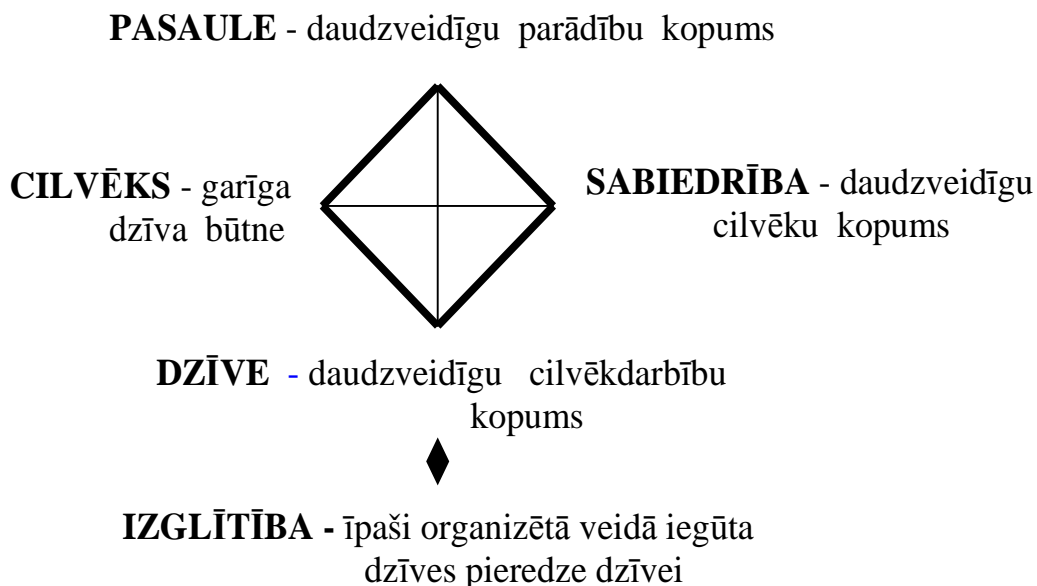 PASAULE - daudzveidīgu parādību kopums
CILVĒKS - garīga
dzīva būtne
SABIEDRĪBA - daudzveidīgu
cilvēku kopums
DZĪVE - daudzveidīgu cilvēkdarbību
kopums
IZGLĪTĪBA - īpaši organizētā veidā iegūta
dzīves pieredze dzīvei